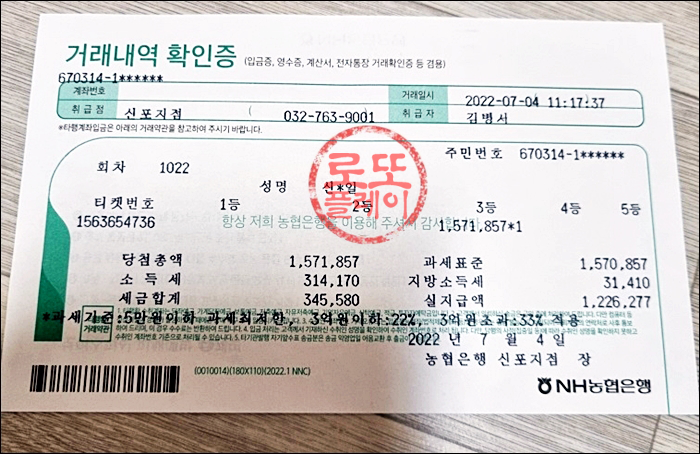 거래내역 확인증 (입금증, 영수증, 계산서, 전자통장 거래확인증 등 겸용)
670314-1******
계좌번호
거래일시 2022-07-04 11:17:37
취급점 신포지점 (032-763-9001)
취급자 김병서
*타행계좌입금은 아래의 거래약관을 참고하여 주시기 바랍니다.
회차 1022
주민번호 670314-1******
성명 신*일
로또
플레이
티켓번호 1등 2등 3등 4등 5등
1563654736
항상 저희 농협은행을 이용해 주셔서 감사합니다
1,571,857*1
당첨총액 1,571,857 과세표준 1,570,857
소득세 314,170 지방소득세 31,410
세금합계 345,580 실지급액 1,226,277
*과세기준:5만원이하 과세최저한, 3억원이하:22%, 3억원초과:33% 적용
거래약관
2022 년 7 월 4 일
농협은행 신포지점 장
(0010014)(180X110)(2022.1 NNC)
NH농협은행